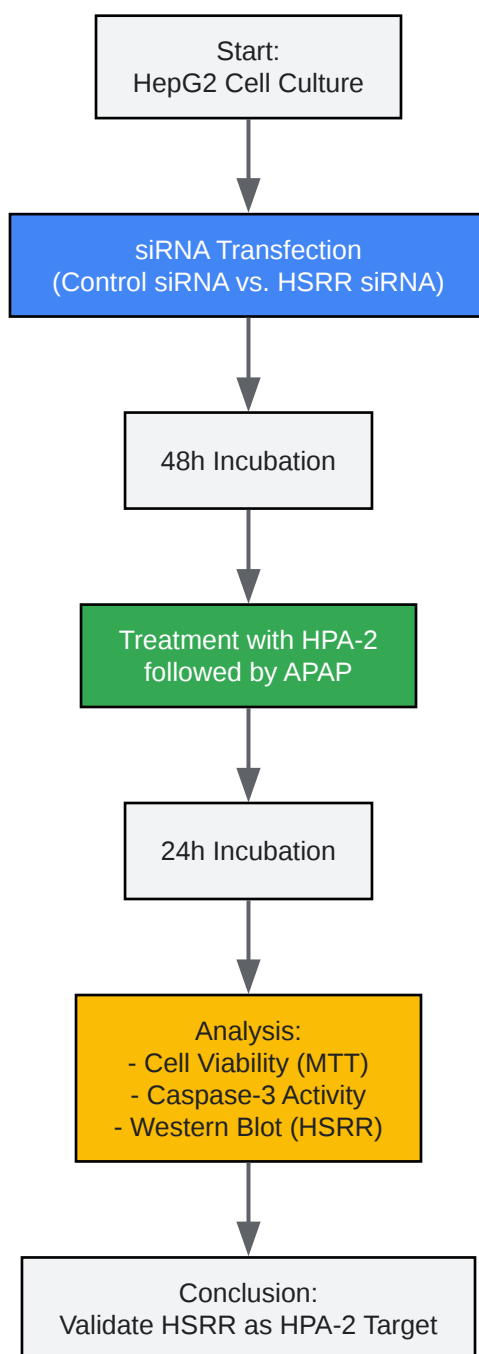 Start:
HepG2 Cell Culture
siRNA Transfection
(Control siRNA vs. HSRR siRNA)
48h Incubation
Treatment with HPA-2
followed by APAP
24h Incubation
Analysis:
- Cell Viability (MTT)
- Caspase-3 Activity
- Western Blot (HSRR)
Conclusion:
Validate HSRR as HPA-2 Target